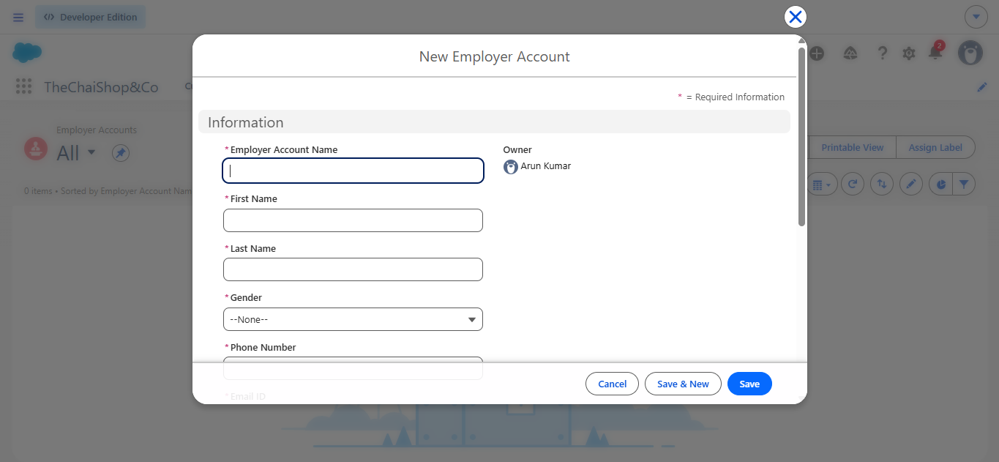 Developer Edition
New Employer Account
2
TheChaiShop&Co
* = Required Information
Information
Employer Accounts
All
*Employer Account Name
Owner
Arun Kumar
Printable View
Assign Label
0 items • Sorted by Employer Account
*First Name
*Last Name
*Gender
--None--
*Phone Number
*Email ID
Cancel
Save & New
Save